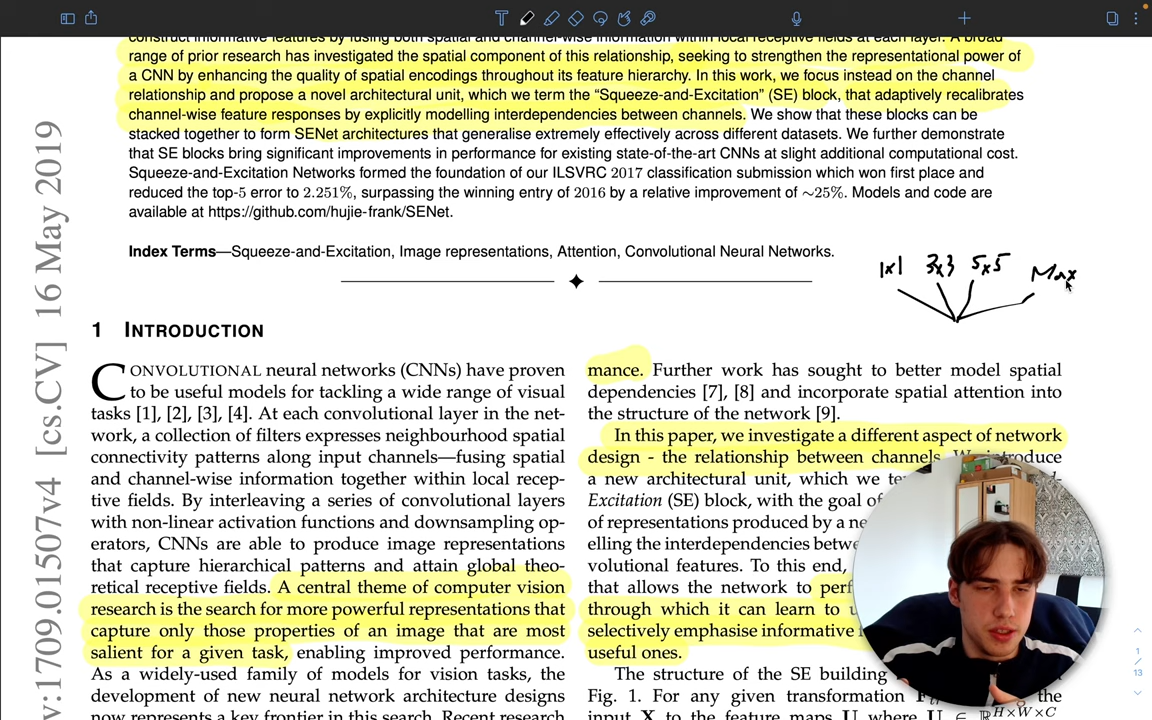 construct informative features by fusing both spatial and channel-wise information within local receptive fields at each layer. A broad
range of prior research has investigated the spatial component of this relationship, seeking to strengthen the representational power of
a CNN by enhancing the quality of spatial encodings throughout its feature hierarchy. In this work, we focus instead on the channel
relationship and propose a novel architectural unit, which we term the “Squeeze-and-Excitation” (SE) block, that adaptively recalibrates
channel-wise feature responses by explicitly modelling interdependencies between channels. We show that these blocks can be
stacked together to form SENet architectures that generalise extremely effectively across different datasets. We further demonstrate
that SE blocks bring significant improvements in performance for existing state-of-the-art CNNs at slight additional computational cost.
Squeeze-and-Excitation Networks formed the foundation of our ILSVRC 2017 classification submission which won first place and
reduced the top-5 error to 2.251%, surpassing the winning entry of 2016 by a relative improvement of ∼25%. Models and code are
available at https://github.com/hujie-frank/SENet.
Index Terms—Squeeze-and-Excitation, Image representations, Attention, Convolutional Neural Networks.
1x1 3x3 5x5 Max
1 INTRODUCTION
CONVOLUTIONAL neural networks (CNNs) have proven
to be useful models for tackling a wide range of visual
tasks [1], [2], [3], [4]. At each convolutional layer in the net-
work, a collection of filters expresses neighbourhood spatial
connectivity patterns along input channels—fusing spatial
and channel-wise information together within local recep-
tive fields. By interleaving a series of convolutional layers
with non-linear activation functions and downsampling op-
erators, CNNs are able to produce image representations
that capture hierarchical patterns and attain global theo-
retical receptive fields. A central theme of computer vision
research is the search for more powerful representations that
capture only those properties of an image that are most
salient for a given task, enabling improved performance.
As a widely-used family of models for vision tasks, the
development of new neural network architecture designs
now represents a key frontier in this search. Recent research
mance. Further work has sought to better model spatial
dependencies [7], [8] and incorporate spatial attention into
the structure of the network [9].
In this paper, we investigate a different aspect of network
design - the relationship between channels. We introduce
a new architectural unit, which we
Excitation (SE) block, with the goal of
of representations produced by a ne
elling the interdependencies betwe
volutional features. To this end,
that allows the network to perf
through which it can learn to u
selectively emphasise informative
useful ones.
The structure of the SE building
Fig. 1. For any given transformation F the
input X to the feature maps U where U ∈ ℝ^H×W×C
v:1709.01507v4 [cs.CV] 16 May 2019
1
/
13